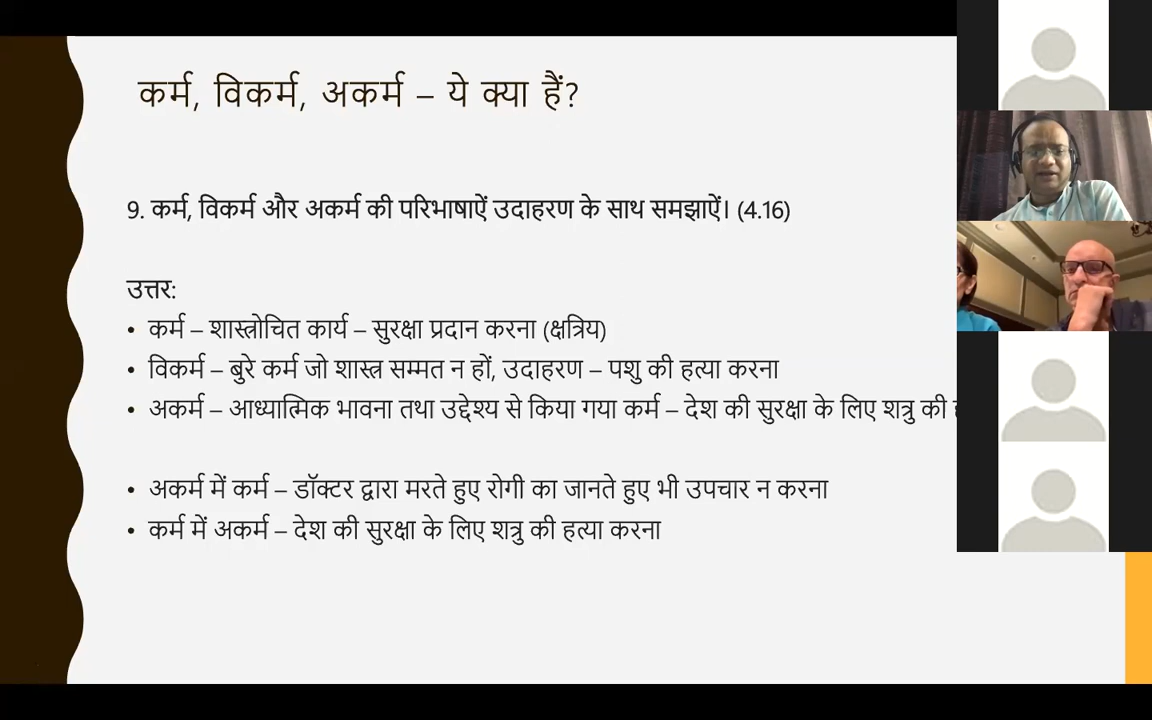 कर्म, विकर्म, अकर्म – ये क्या हैं?
9. कर्म, विकर्म और अकर्म की परिभाषाऐं उदाहरण के साथ समझाऐं। (4.16)
उत्तर:
• कर्म – शास्त्रोचित कार्य – सुरक्षा प्रदान करना (क्षत्रिय)
• विकर्म – बुरे कर्म जो शास्त्र सम्मत न हों, उदाहरण – पशु की हत्या करना
• अकर्म – आध्यात्मिक भावना तथा उद्देश्य से किया गया कर्म – देश की सुरक्षा के लिए शत्रु की
• अकर्म में कर्म – डॉक्टर द्वारा मरते हुए रोगी का जानते हुए भी उपचार न करना
• कर्म में अकर्म – देश की सुरक्षा के लिए शत्रु की हत्या करना